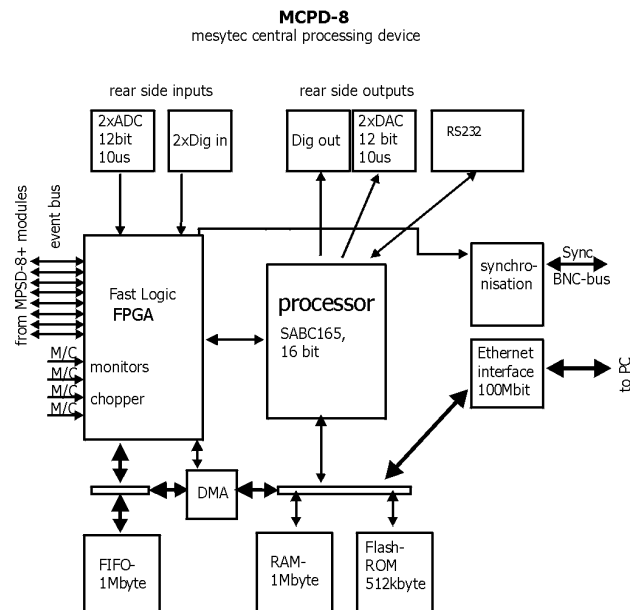 MCPD-8
mesytec central processing device
rear side inputs
rear side outputs
2xADC
12bit
10us
2xDig in
Dig out
2xDAC
12 bit
10us
RS232
from MPSD-8+ modules
event bus
Fast Logic
FPGA
M/C
M/C
M/C
M/C
monitors
chopper
processor
SABC165,
16 bit
synchro-
nisation
Sync
BNC-bus
Ethernet
interface
100Mbit
to PC
DMA
FIFO-
1Mbyte
RAM-
1Mbyte
Flash-
ROM
512kbyte